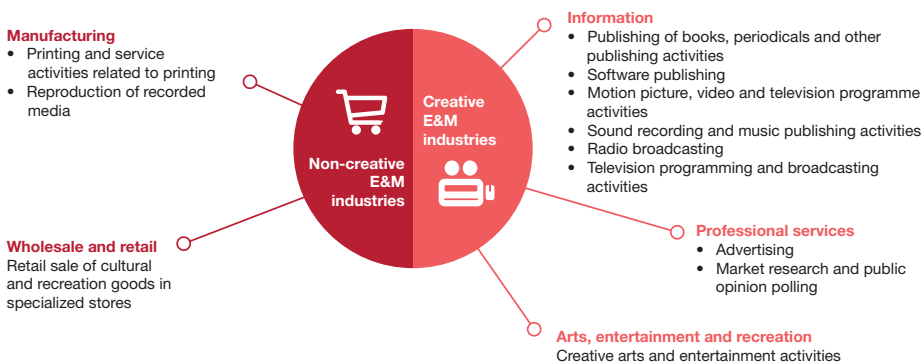 Manufacturing
• Printing and service
activities related to printing
• Reproduction of recorded
media
Wholesale and retail
Retail sale of cultural
and recreation goods in
specialized stores
Non-creative
E&M
industries
Creative
E&M
industries
Information
• Publishing of books, periodicals and other
publishing activities
• Software publishing
• Motion picture, video and television programme
activities
• Sound recording and music publishing activities
• Radio broadcasting
• Television programming and broadcasting
activities
Professional services
• Advertising
• Market research and public
opinion polling
Arts, entertainment and recreation
Creative arts and entertainment activities